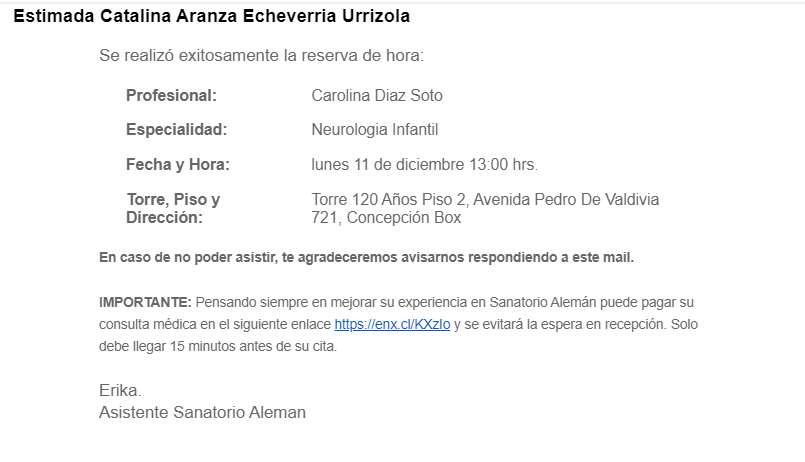 Estimada Catalina Aranza Echeverria Urrizola
Se realizó exitosamente la reserva de hora:
Profesional: Carolina Diaz Soto
Especialidad: Neurologia Infantil
Fecha y Hora: lunes 11 de diciembre 13:00 hrs.
Torre, Piso y Torre 120 Años Piso 2, Avenida Pedro De Valdivia
Dirección: 721, Concepción Box
En caso de no poder asistir, te agradeceremos avisarnos respondiendo a este mail.
IMPORTANTE: Pensando siempre en mejorar su experiencia en Sanatorio Alemán puede pagar su
consulta médica en el siguiente enlace https://enx.cl/KXzIo y se evitará la espera en recepción. Solo
debe llegar 15 minutos antes de su cita.
Erika.
Asistente Sanatorio Aleman